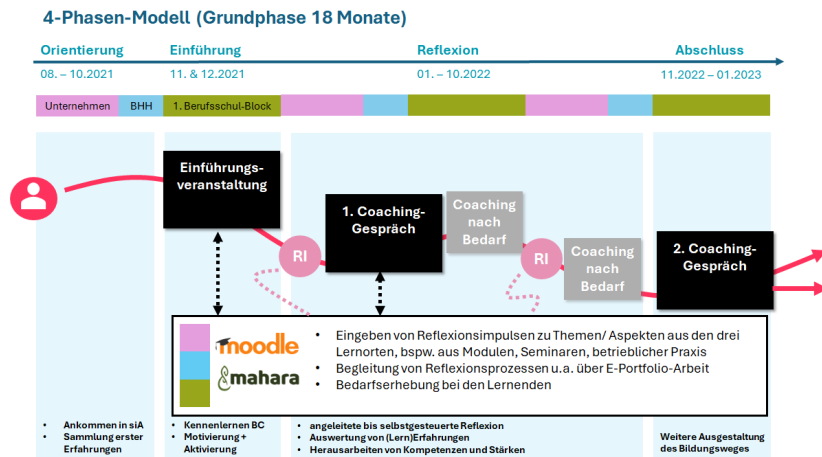 4-Phasen-Modell (Grundphase 18 Monate)
Orientierung
Einführung
Reflexion
Abschluss
08. – 10.2021
11. & 12.2021
01. – 10.2022
11.2022 – 01.2023
Unternehmen
BHH
1. Berufsschul-Block
Einführungs-
veranstaltung
RI
1. Coaching-
Gespräch
Coaching
nach
Bedarf
RI
Coaching
nach
Bedarf
2. Coaching-
Gespräch
moodle
mahara
• Eingeben von Reflexionsimpulsen zu Themen/ Aspekten aus den drei
Lernorten, bspw. aus Modulen, Seminaren, betrieblicher Praxis
• Begleitung von Reflexionsprozessen u.a. über E-Portfolio-Arbeit
• Bedarfserhebung bei den Lernenden
• Ankommen in siA
• Sammlung erster
Erfahrungen
• Kennenlernen BC
• Motivierung +
Aktivierung
• angeleitete bis selbstgesteuerte Reflexion
• Auswertung von (Lern)Erfahrungen
• Herausarbeiten von Kompetenzen und Stärken
Weitere Ausgestaltung
des Bildungsweges